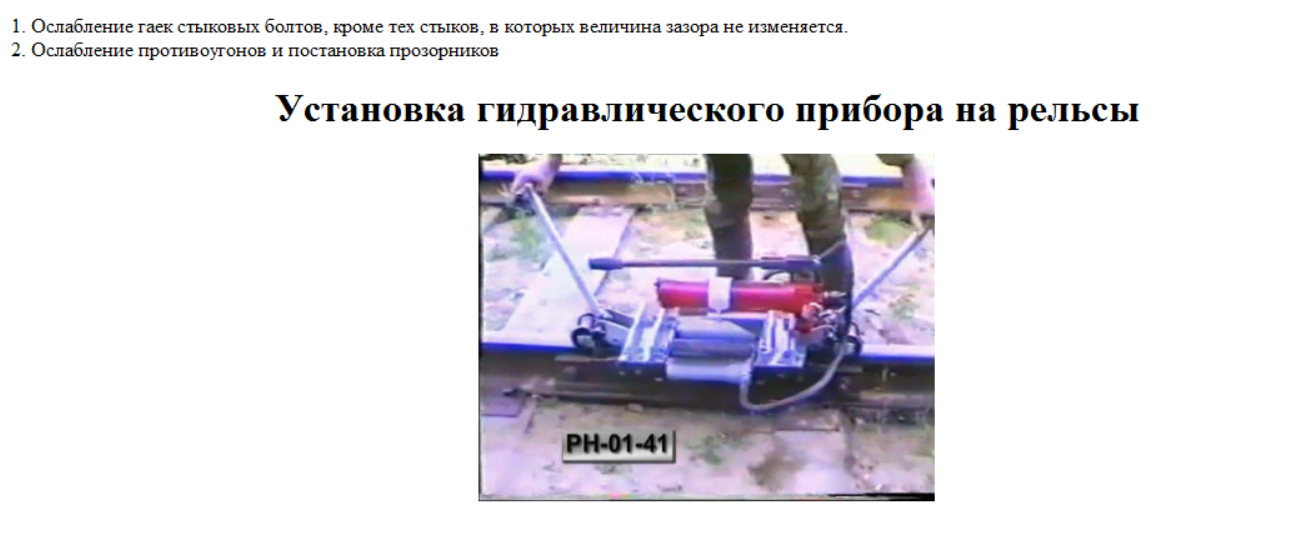 1. Ослабление гаек стыковых болтов, кроме тех стыков, в которых величина зазора не изменяется.
2. Ослабление противоугонов и постановка прозорников
Установка гидравлического прибора на рельсы
РН-01-41